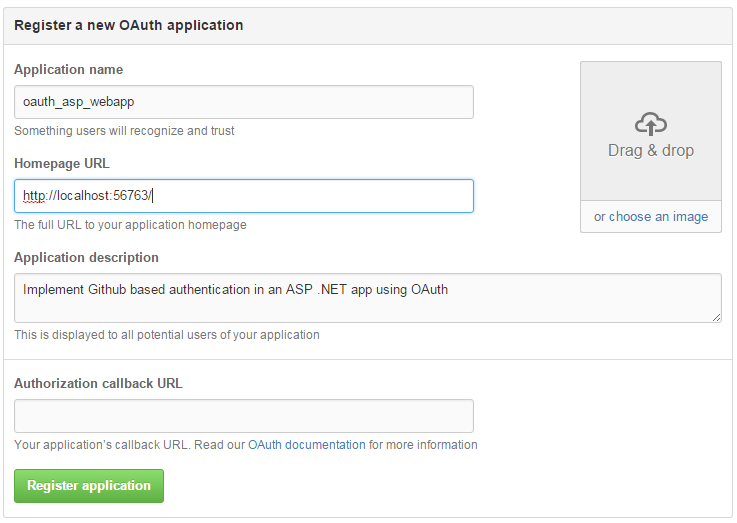 Register a new OAuth application
Application name
oauth_asp_webapp
Something users will recognize and trust
Homepage URL
http://localhost:56763/
The full URL to your application homepage
Drag & drop
or choose an image
Application description
Implement Github based authentication in an ASP .NET app using OAuth
This is displayed to all potential users of your application
Authorization callback URL
Your application's callback URL. Read our OAuth documentation for more information
Register application